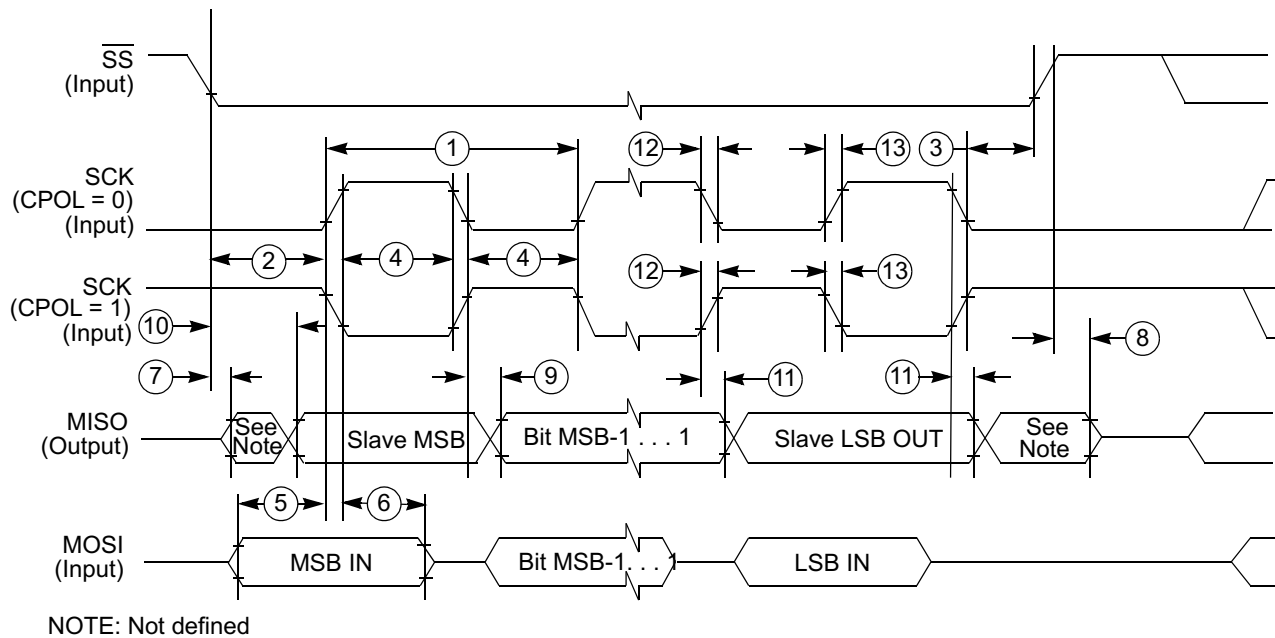 SS
(Input)
1
12
13
3
SCK
(CPOL = 0)
(Input)
2
4
4
12
13
SCK
(CPOL = 1)
(Input)
10
8
7
9
11
11
MISO
(Output)
See
Note
Slave MSB
Bit MSB-1 . . . 1
Slave LSB OUT
See
Note
5
6
MOSI
(Input)
MSB IN
Bit MSB-1. . . 1
LSB IN
NOTE: Not defined